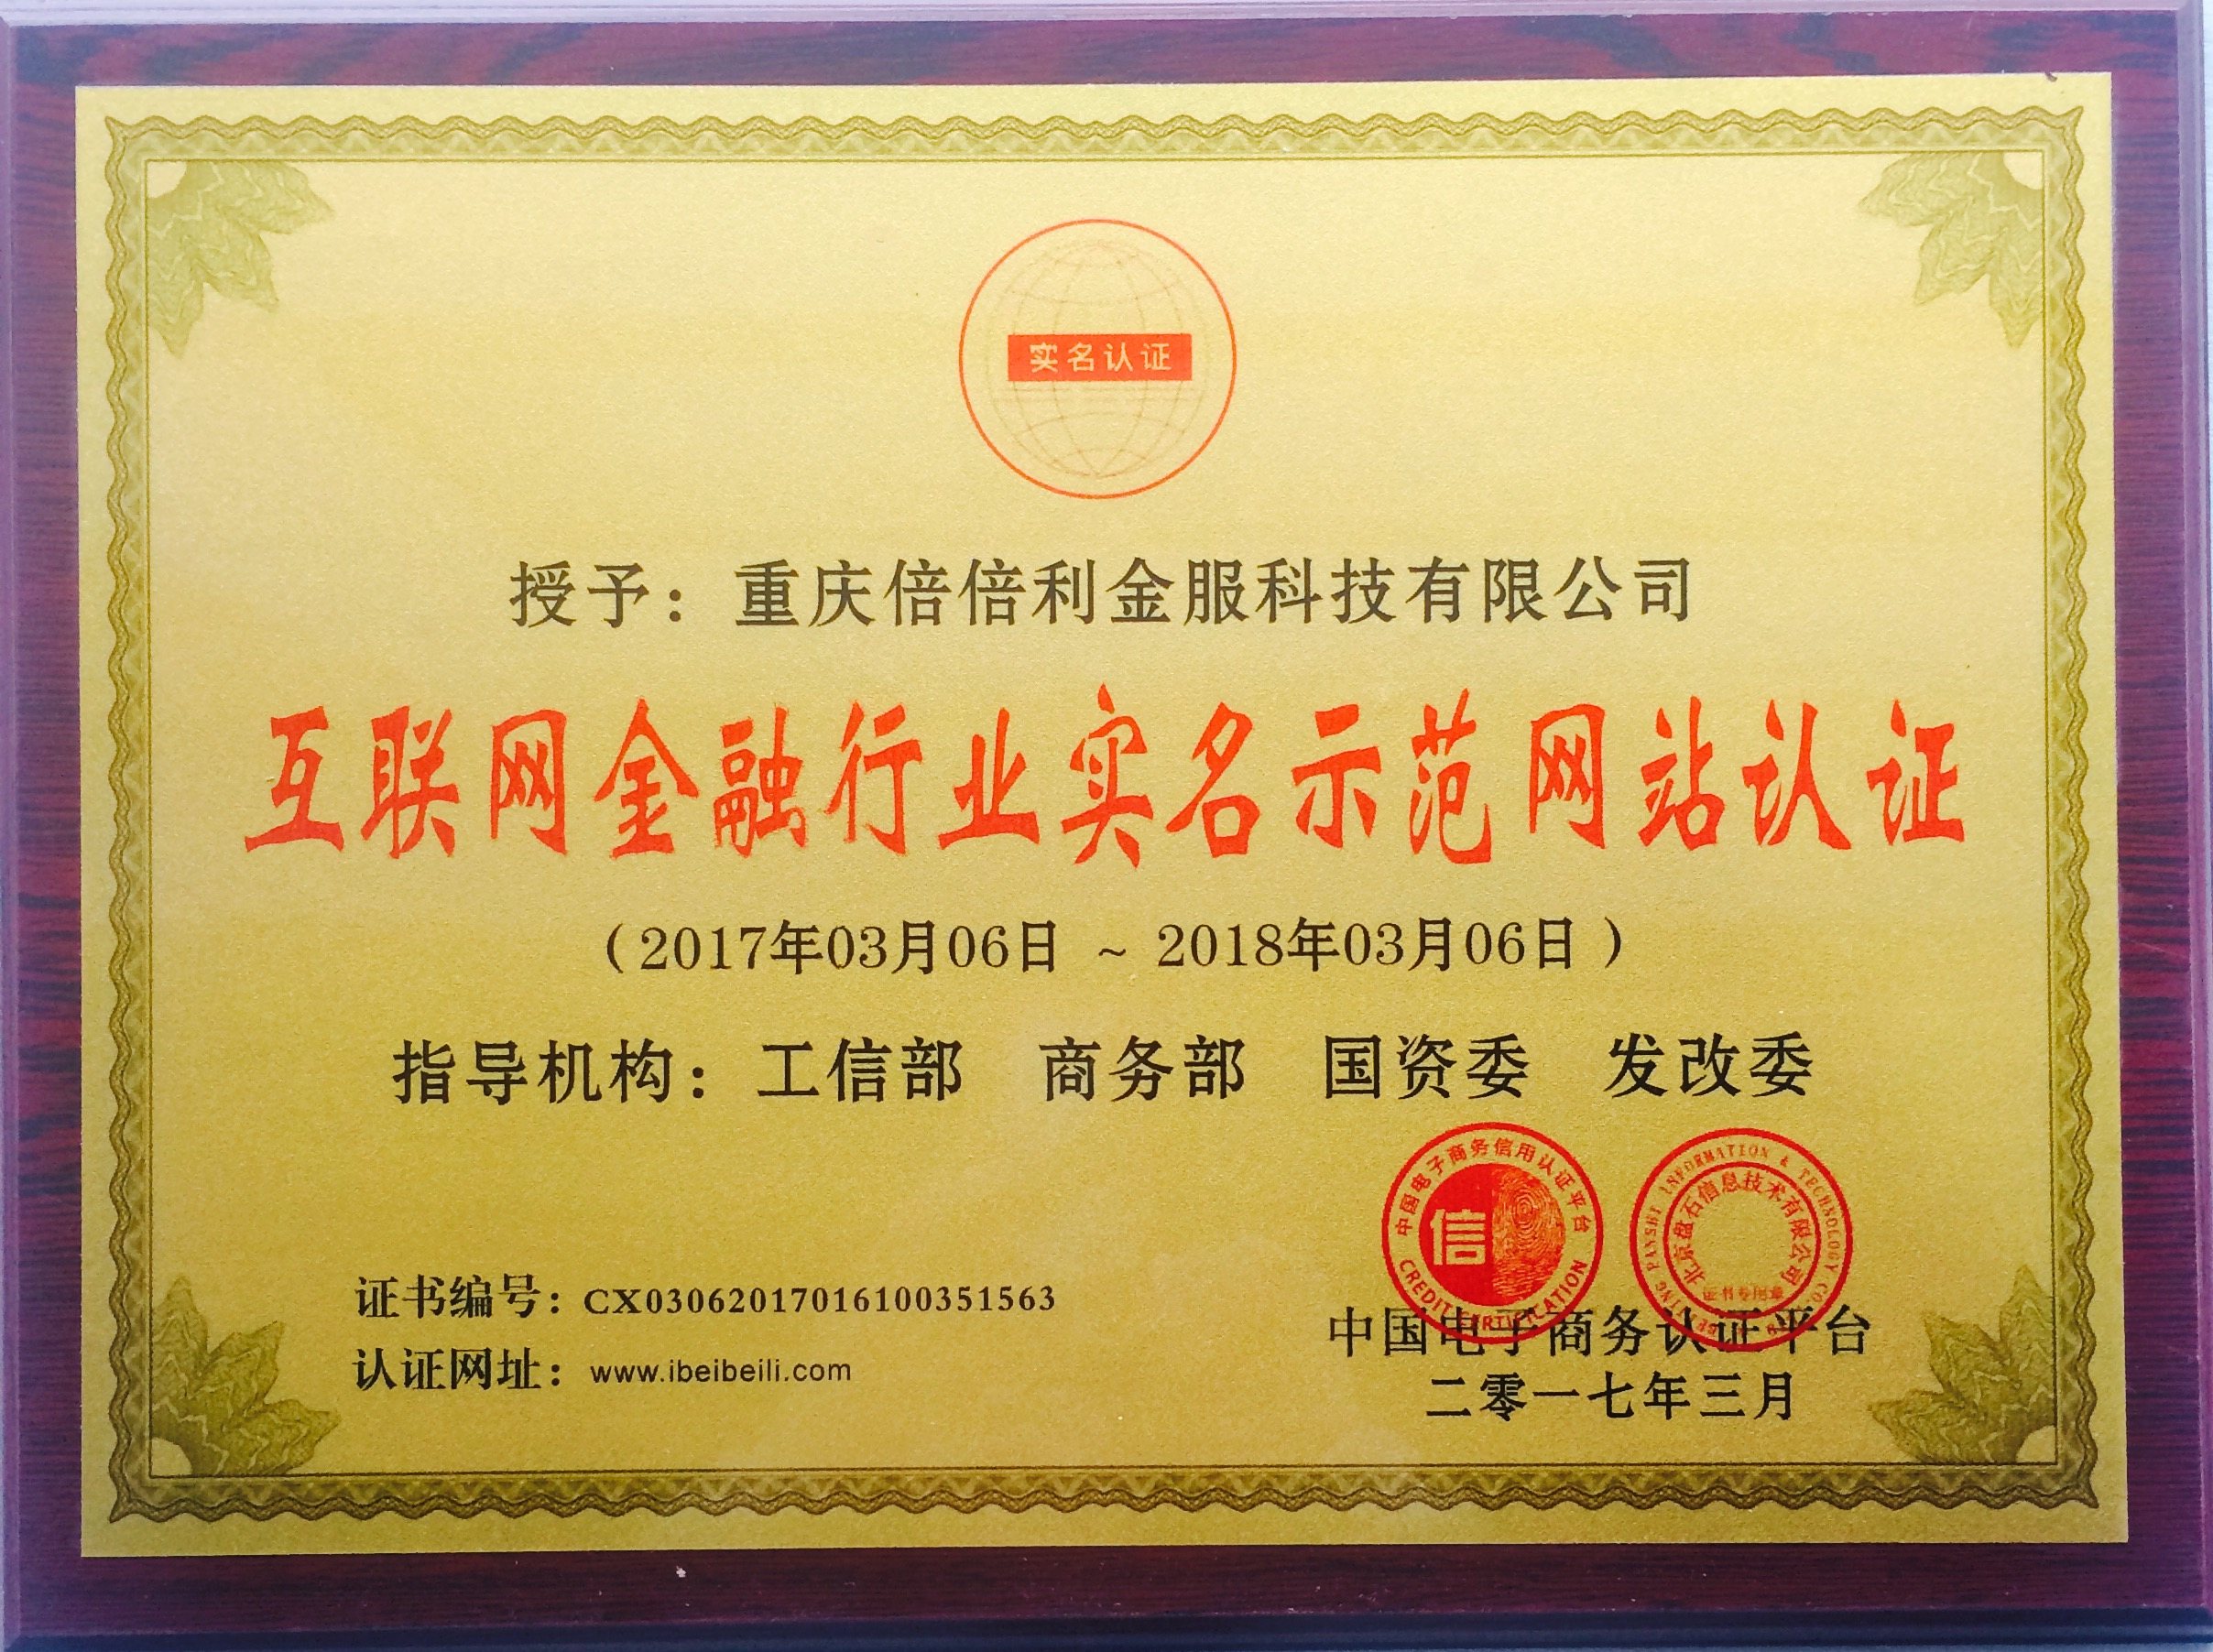 实名认证
授予：重庆倍倍利金服科技有限公司
互联网金融行业实名示范网站认证
（2017年03月06日 ~ 2018年03月06日）
指导机构：工信部 商务部 国资委 发改委
中国电子商务信用认证平台
信
CREDIT CERTIFICATION
BEIJING PANSHI INFORMATION & TECHNOLOGY CO.,
北京盘石信息技术有限公司
证书专用章
证书编号：CX03062017016100351563
认证网址：www.ibeibeili.com
中国电子商务认证平台
二零一七年三月